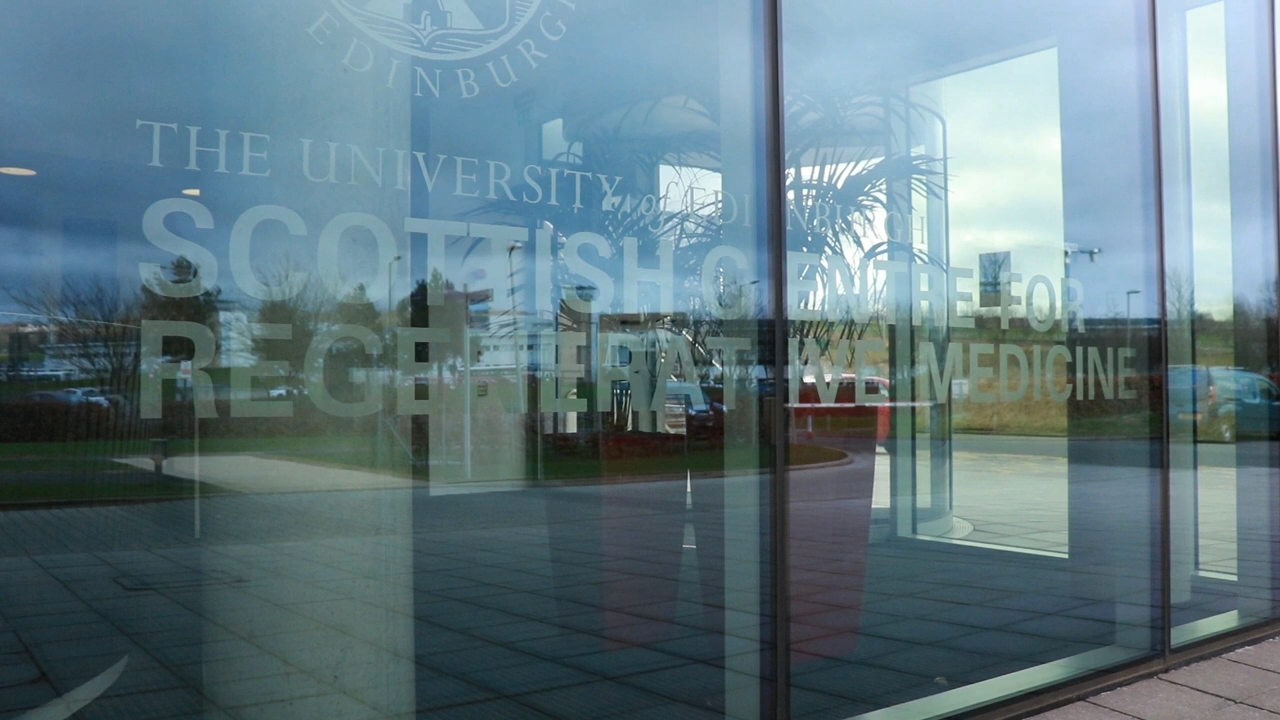 EDINBURGH
THE UNIVERSITY of EDINBURGH
SCOTTISH CENTRE FOR
REGENERATIVE MEDICINE